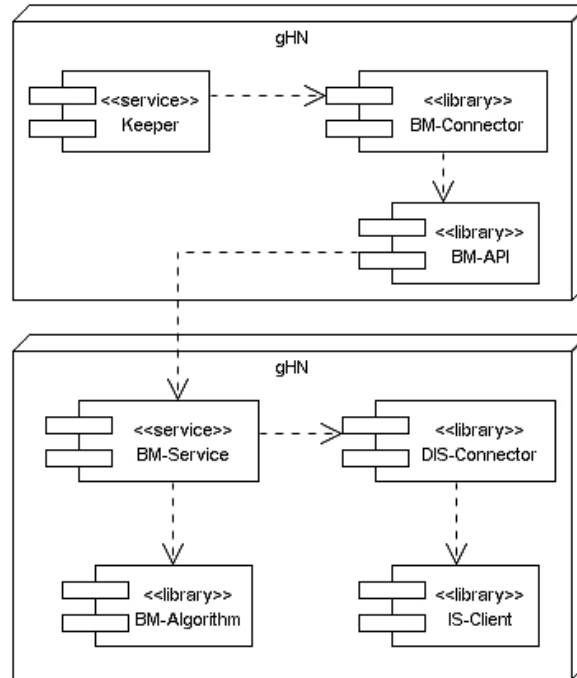 gHN
<<service>>
Keeper
<<library>>
BM-Connector
<<library>>
BM-API
gHN
<<service>>
BM-Service
<<library>>
DIS-Connector
<<library>>
BM-Algorithm
<<library>>
IS-Client